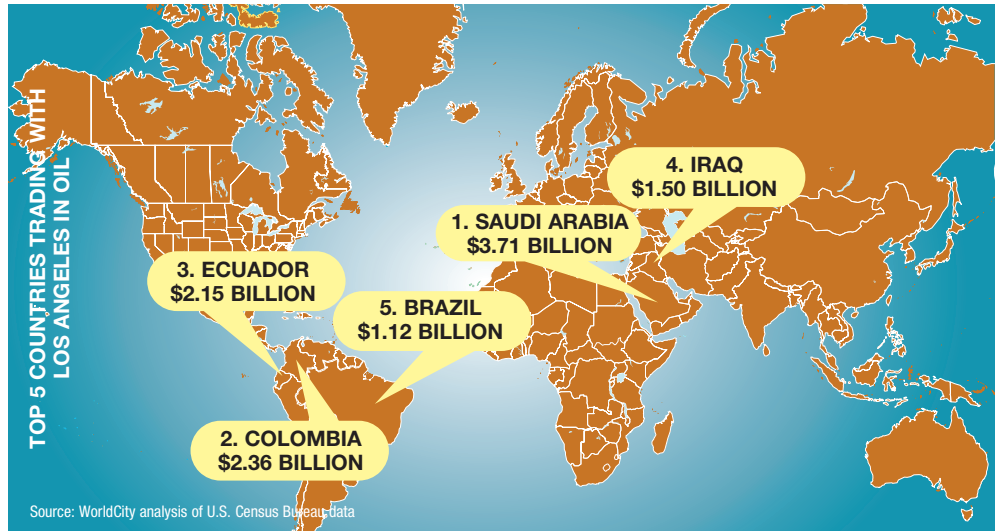 TOP 5 COUNTRIES TRADING WITH
LOS ANGELES IN OIL
4. IRAQ
$1.50 BILLION
1. SAUDI ARABIA
$3.71 BILLION
3. ECUADOR
$2.15 BILLION
5. BRAZIL
$1.12 BILLION
2. COLOMBIA
$2.36 BILLION
Source: WorldCity analysis of U.S. Census Bureau data